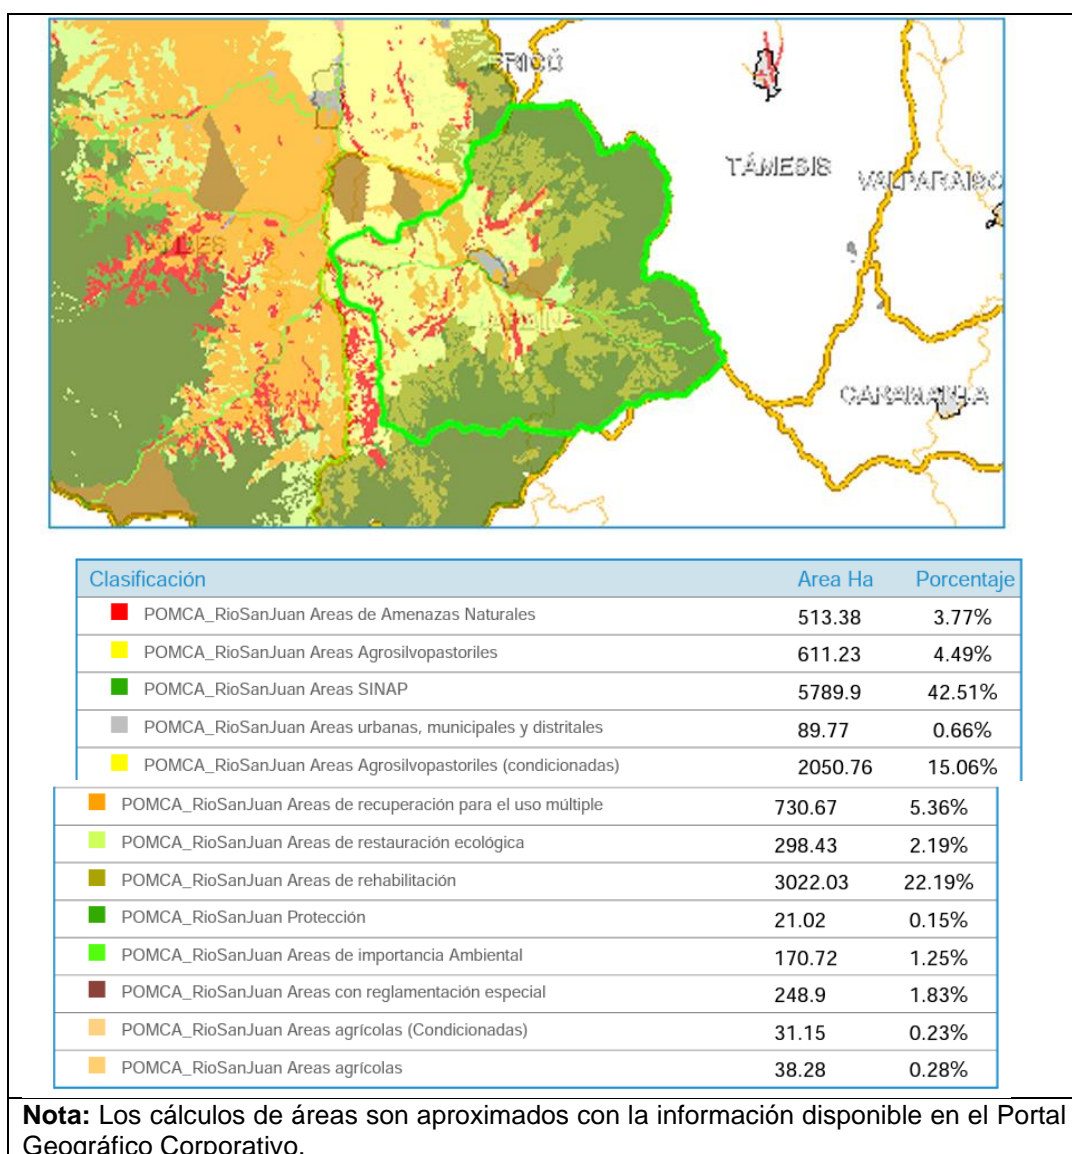 JERICÓ
TÁMESIS
VALPARAÍSO
CARAMANTA
Clasificación Area Ha Porcentaje
POMCA_RioSanJuan Areas de Amenazas Naturales 513.38 3.77%
POMCA_RioSanJuan Areas Agrosilvopastoriles 611.23 4.49%
POMCA_RioSanJuan Areas SINAP 5789.9 42.51%
POMCA_RioSanJuan Areas urbanas, municipales y distritales 89.77 0.66%
POMCA_RioSanJuan Areas Agrosilvopastoriles (condicionadas) 2050.76 15.06%
POMCA_RioSanJuan Areas de recuperación para el uso múltiple 730.67 5.36%
POMCA_RioSanJuan Areas de restauración ecológica 298.43 2.19%
POMCA_RioSanJuan Areas de rehabilitación 3022.03 22.19%
POMCA_RioSanJuan Protección 21.02 0.15%
POMCA_RioSanJuan Areas de importancia Ambiental 170.72 1.25%
POMCA_RioSanJuan Areas con reglamentación especial 248.9 1.83%
POMCA_RioSanJuan Areas agrícolas (Condicionadas) 31.15 0.23%
POMCA_RioSanJuan Areas agrícolas 38.28 0.28%
Nota: Los cálculos de áreas son aproximados con la información disponible en el Portal
Geográfico Corporativo.